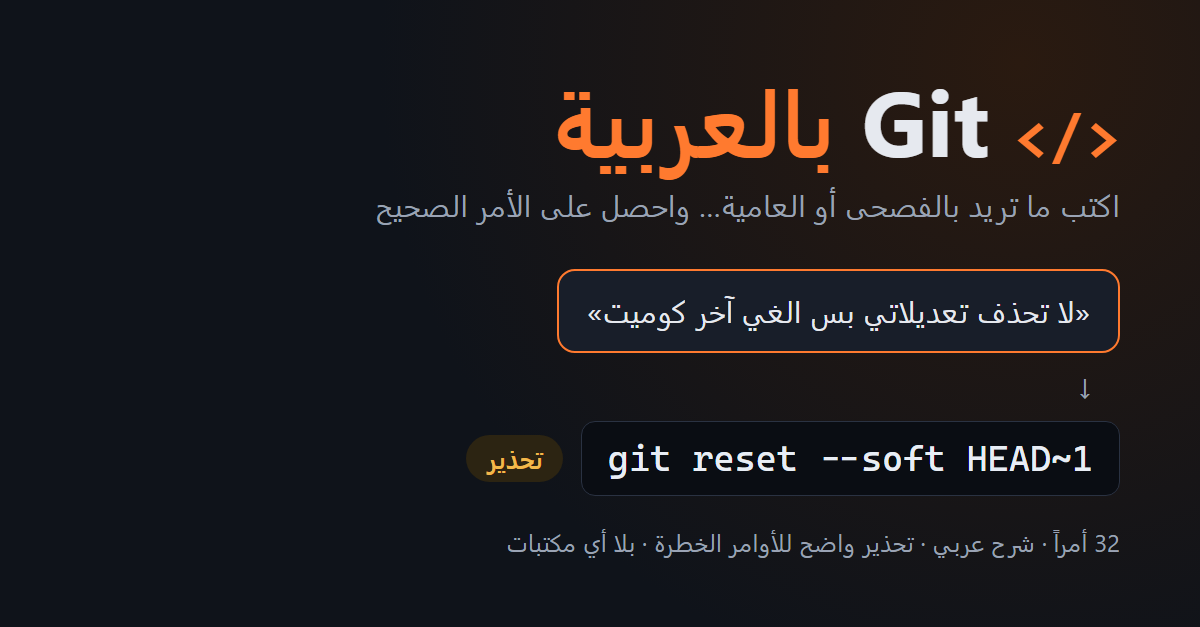 </> Git بالعربية
اكتب ما تريد بالفصحى أو العامية... واحصل على الأمر الصحيح
«لا تحذف تعديلاتي بس الغي آخر كوميت»
↓
git reset --soft HEAD~1 تحذير
32 أمراً · شرح عربي · تحذير واضح للأوامر الخطرة · بلا أي مكتبات